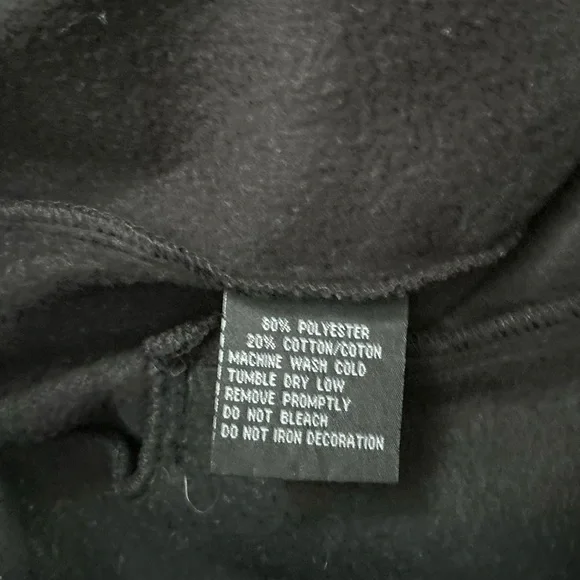 80% POLYESTER
20% COTTON/COTON
MACHINE WASH COLD
TUMBLE DRY LOW
REMOVE PROMPTLY
DO NOT BLEACH
DO NOT IRON DECORATION